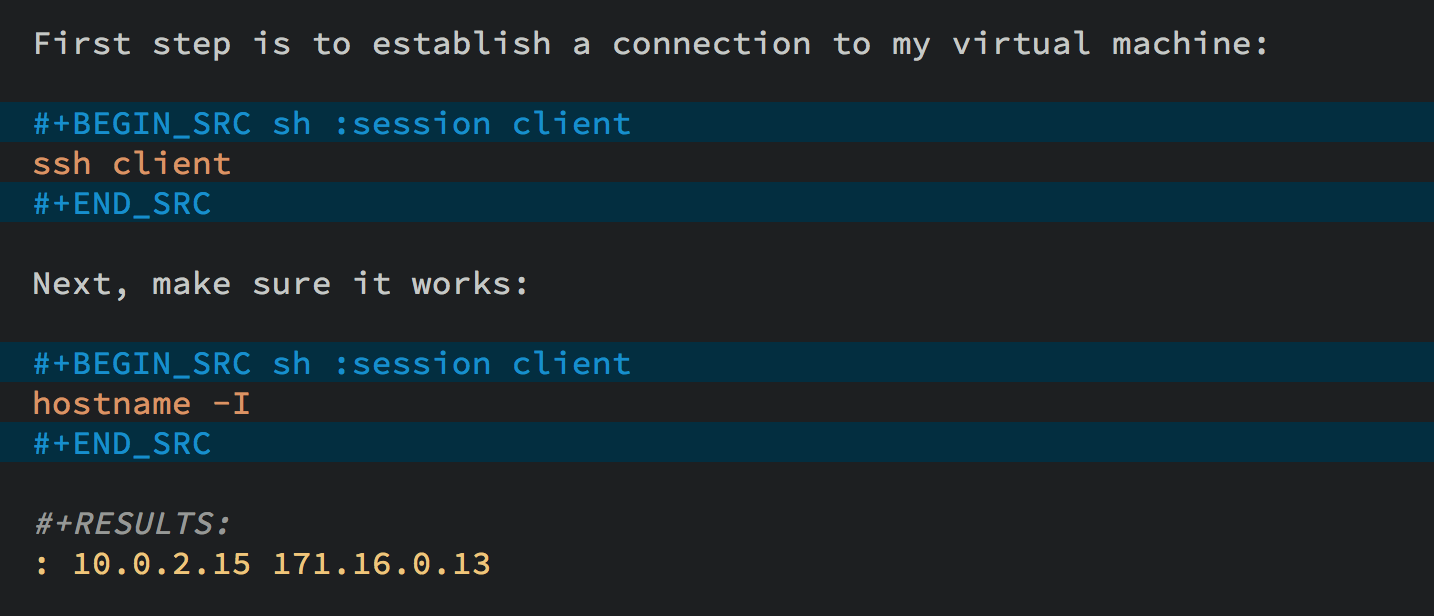 First step is to establish a connection to my virtual machine:
#+BEGIN_SRC sh :session client
ssh client
#+END_SRC
Next, make sure it works:
#+BEGIN_SRC sh :session client
hostname -I
#+END_SRC
#+RESULTS:
: 10.0.2.15 171.16.0.13